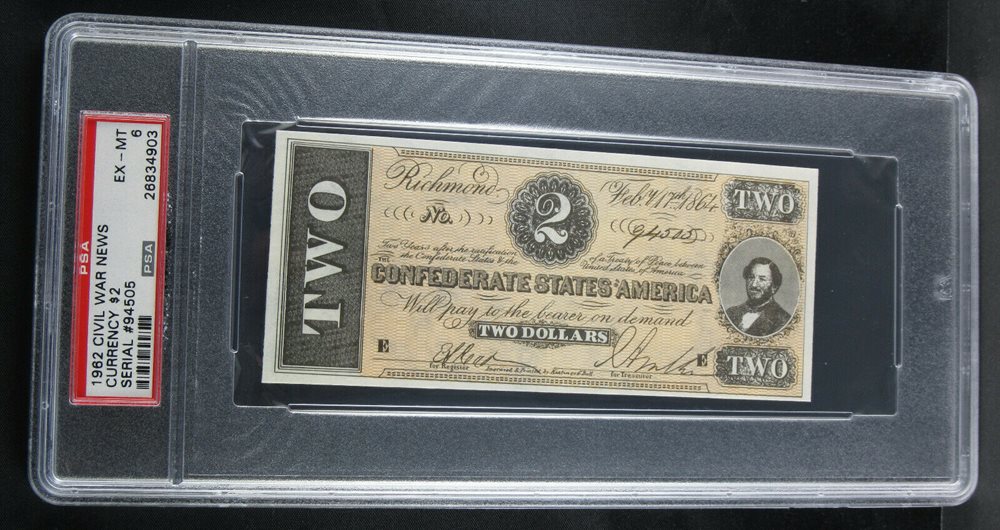 1962 CIVIL WAR NEWS
CURRENCY $2
SERIAL #94505
EX - MT
6
26834903
PSA
PSA
TWO
Richmond
Feb. 17th 1864
TWO
2
No.
94505
Two Years after the ratification
of a Treaty of Peace between
the Confederate States & the
United States of America
THE
CONFEDERATE STATES AMERICA
Will pay to the bearer on demand
TWO DOLLARS
E
E
for Register
Engraved & Printed by
for Treasurer
TWO